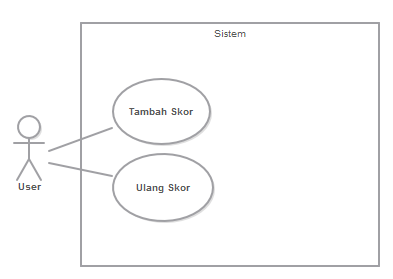 Sistem
Tambah Skor
User
Ulang Skor